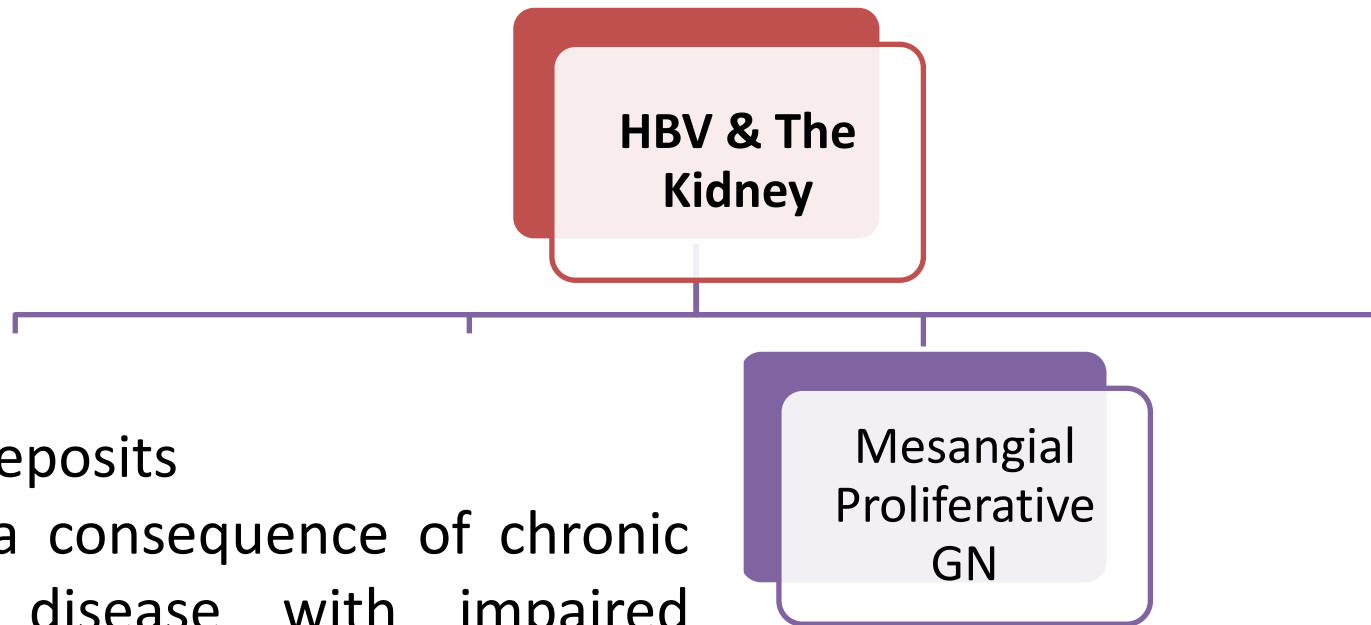 HBV & The
Kidney
eposits
a consequence of chronic
disease with impaired
Mesangial
Proliferative
GN